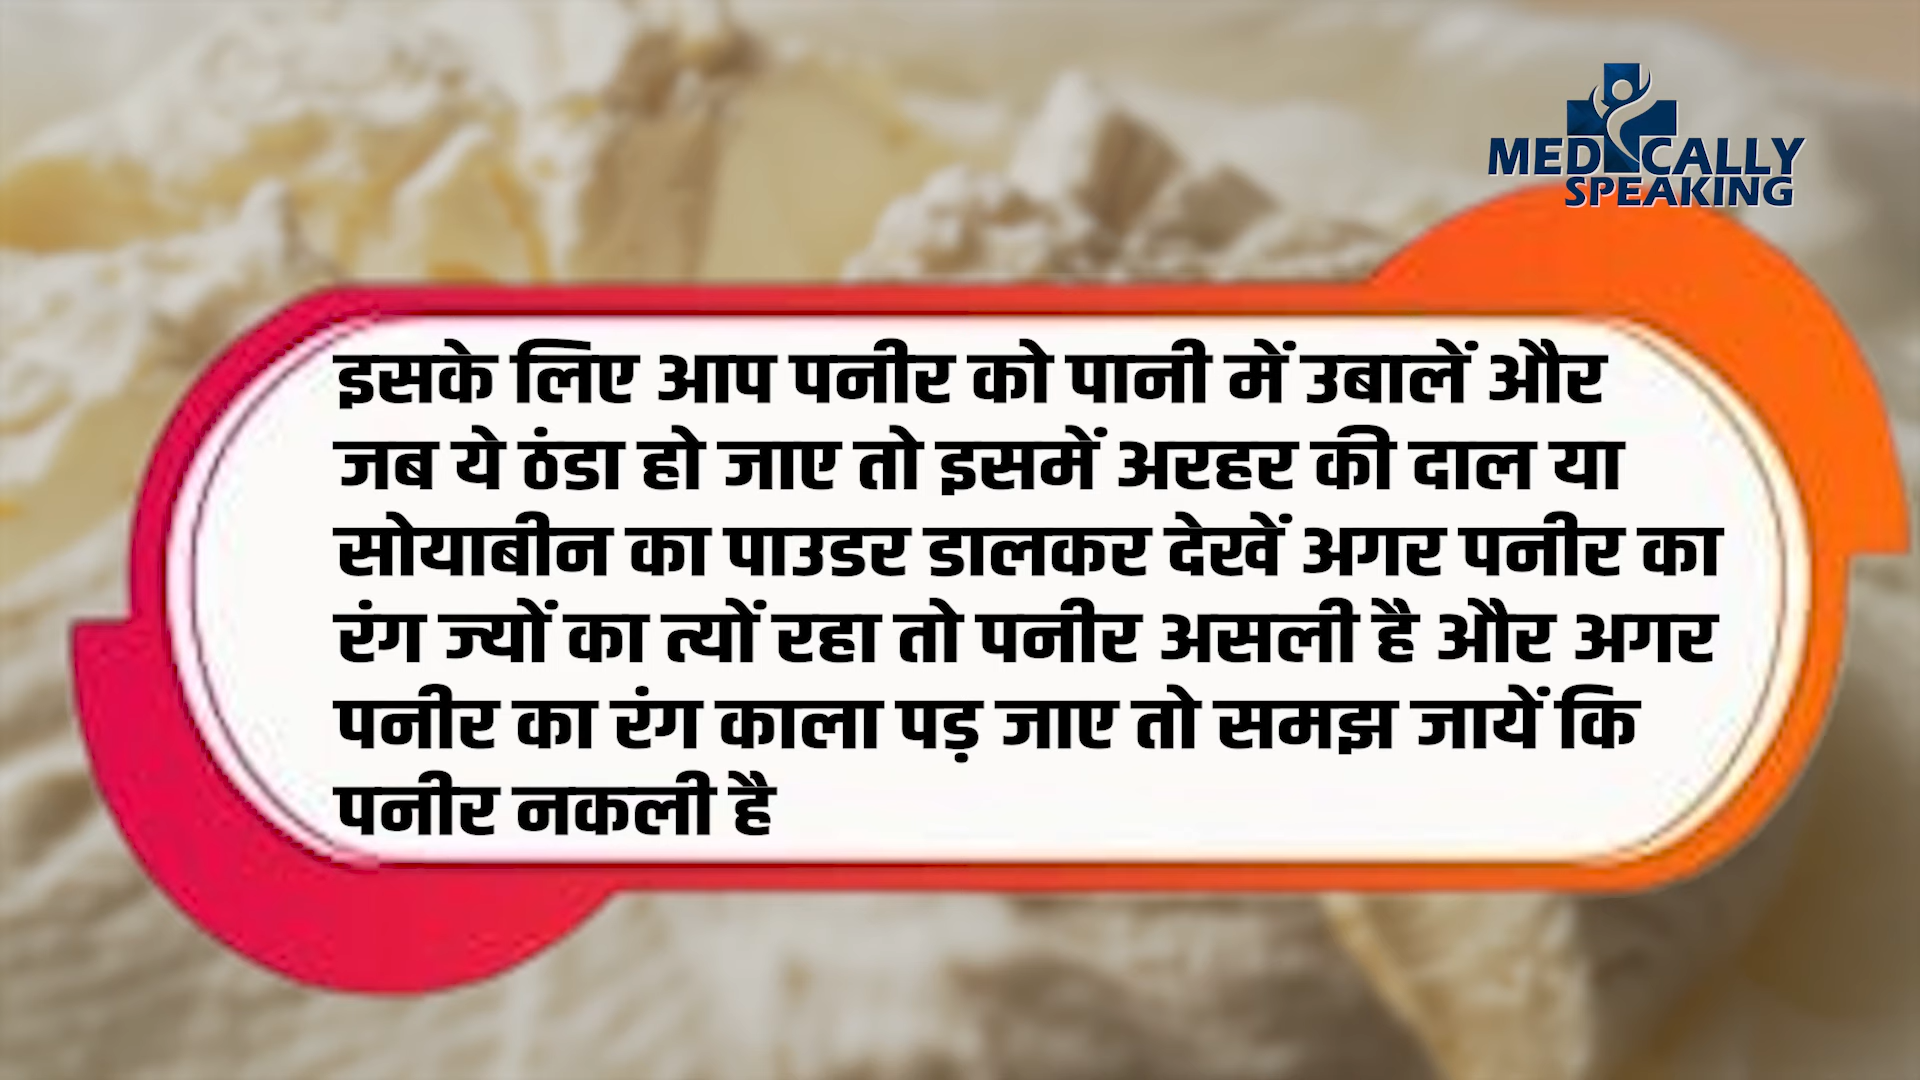 MEDICALLY
SPEAKING
इसके लिए आप पनीर को पानी में उबालें और
जब ये ठंडा हो जाए तो इसमें अरहर की दाल या
सोयाबीन का पाउडर डालकर देखें अगर पनीर का
रंग ज्यों का त्यों रहा तो पनीर असली है और अगर
पनीर का रंग काला पड़ जाए तो समझ जायें कि
पनीर नकली है